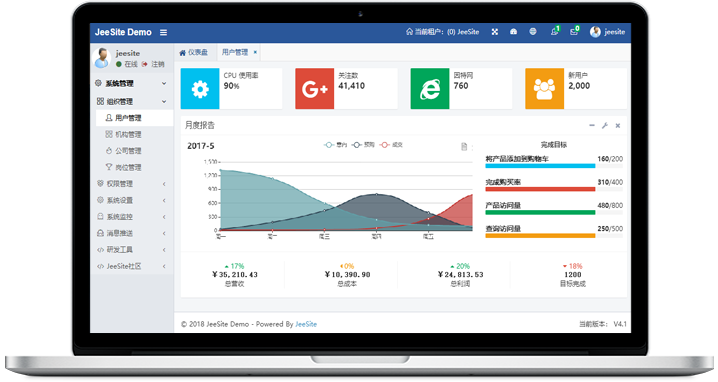 JeeSite Demo
当前租户：(0) JeeSite
1
0
jeesite
jeesite
在线 注销
仪表盘
用户管理
系统管理
组织管理
用户管理
机构管理
公司管理
岗位管理
权限管理
系统设置
系统监控
消息推送
研发工具
JeeSite社区
CPU 使用率
90%
关注数
41,410
因特网
760
新用户
2,000
月度报告
2017-5
意向 预购 成交
1,500
1,200
900
600
300
0
周一 周二 周三 周四 周五
完成目标
将产品添加到购物车 160/200
完成购买率 310/400
产品访问量 480/800
查询访问量 250/500
17%
￥35,210.43
总营收
0%
￥10,390.90
总成本
20%
￥24,813.53
总利润
18%
1200
目标完成
© 2018 JeeSite Demo - Powered By JeeSite
当前版本： V4.1